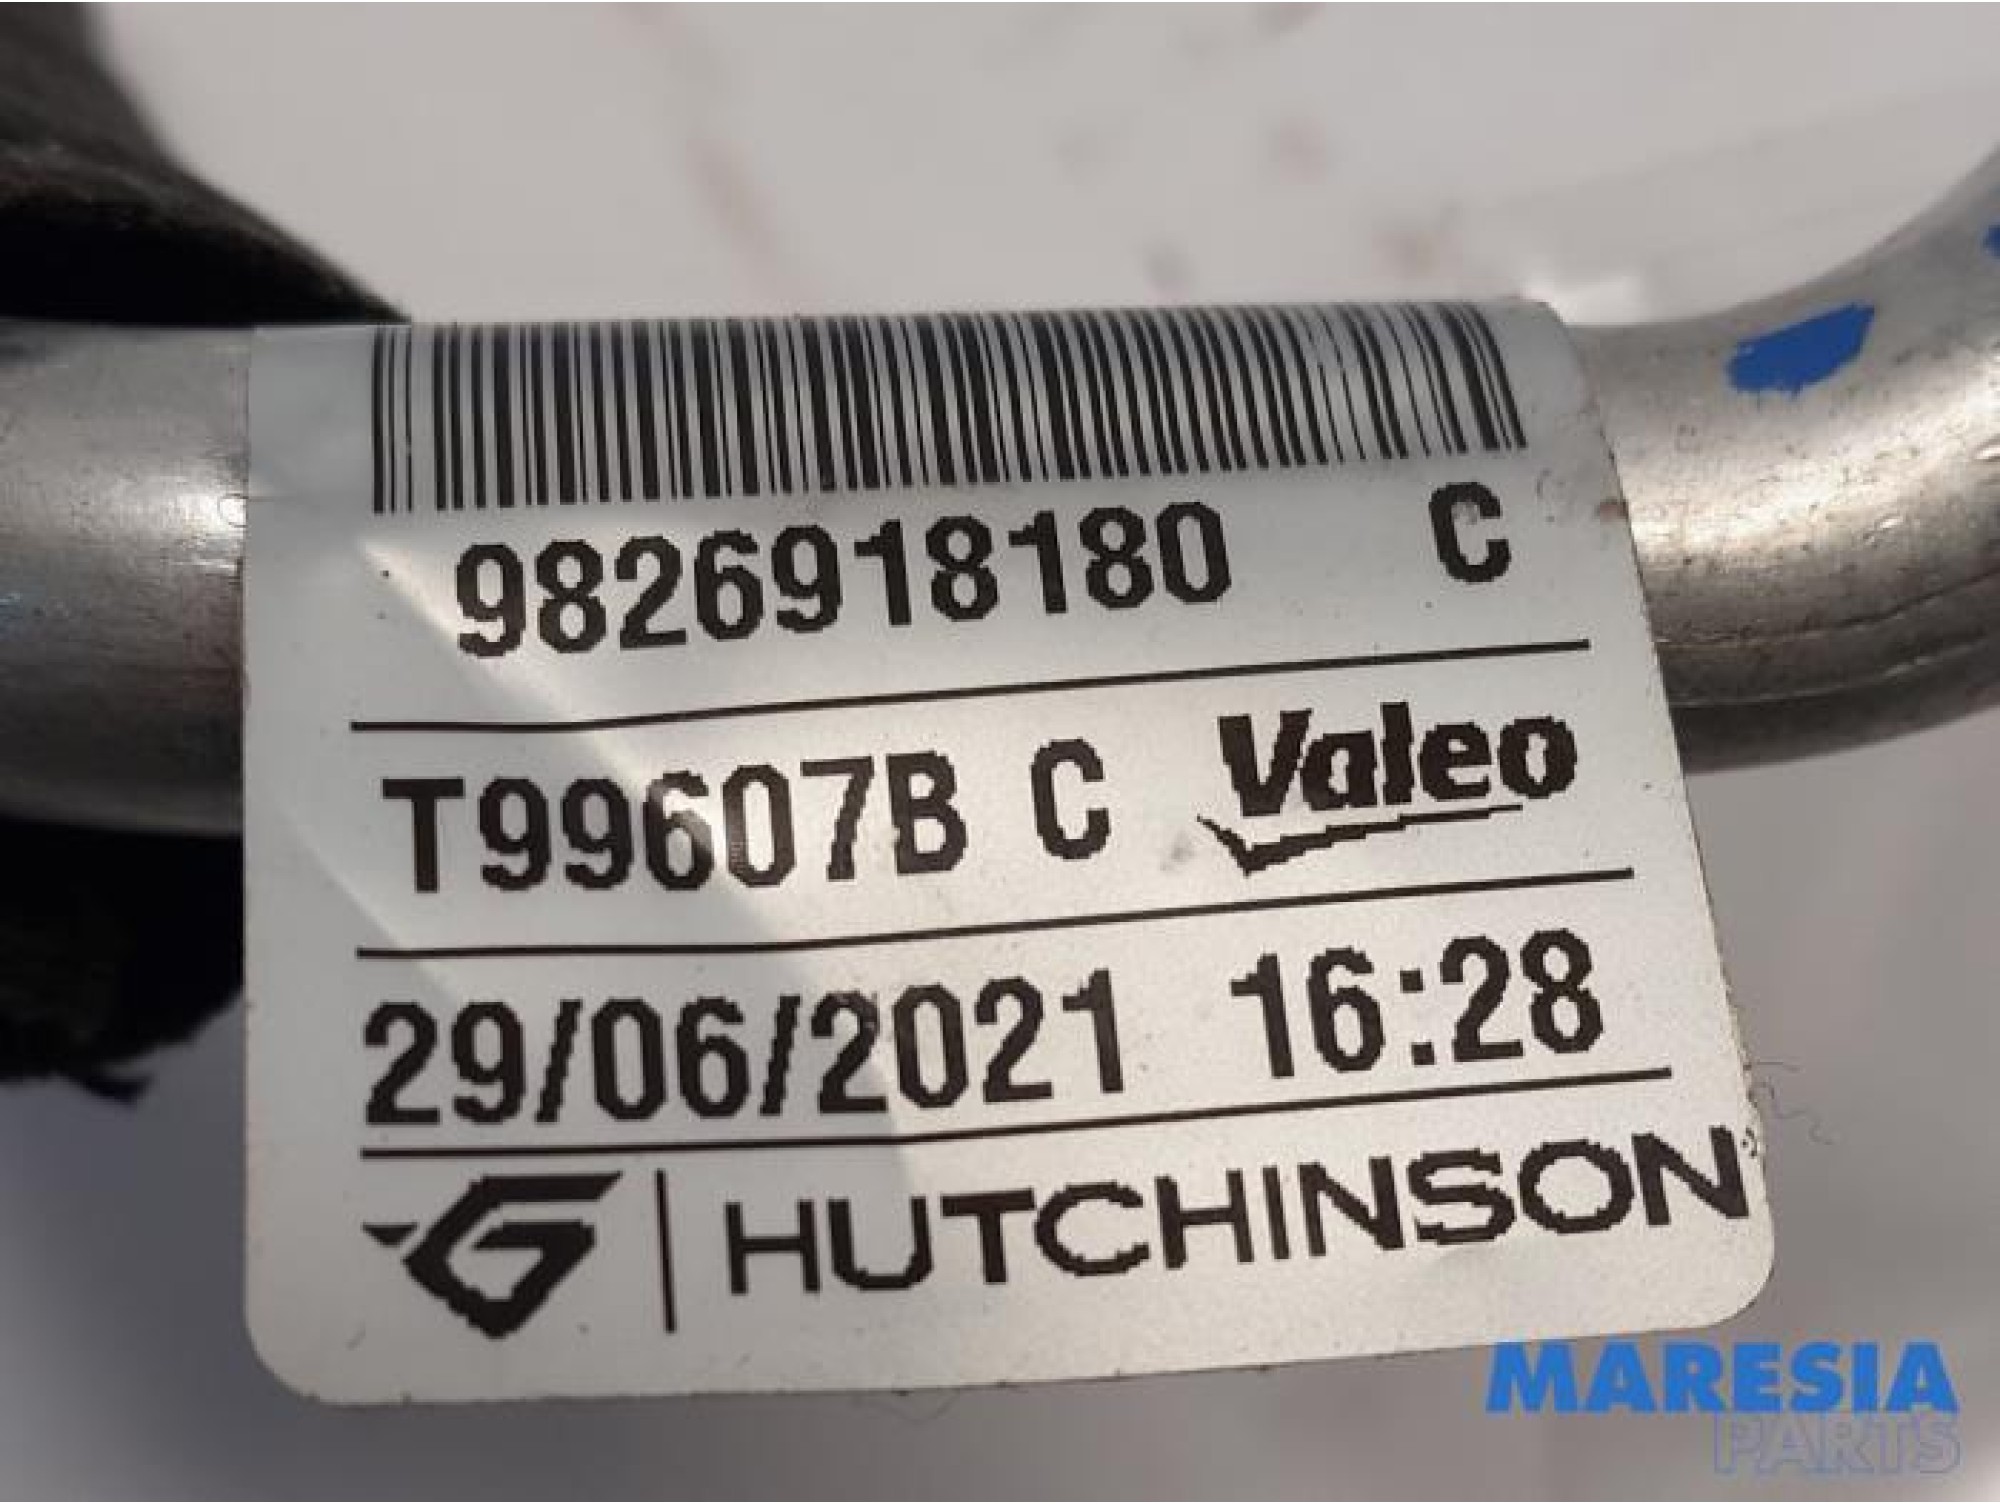 9826918180 C
T99607B C Valeo
29/06/2021 16:28
HUTCHINSON
MARESIA
PARTS